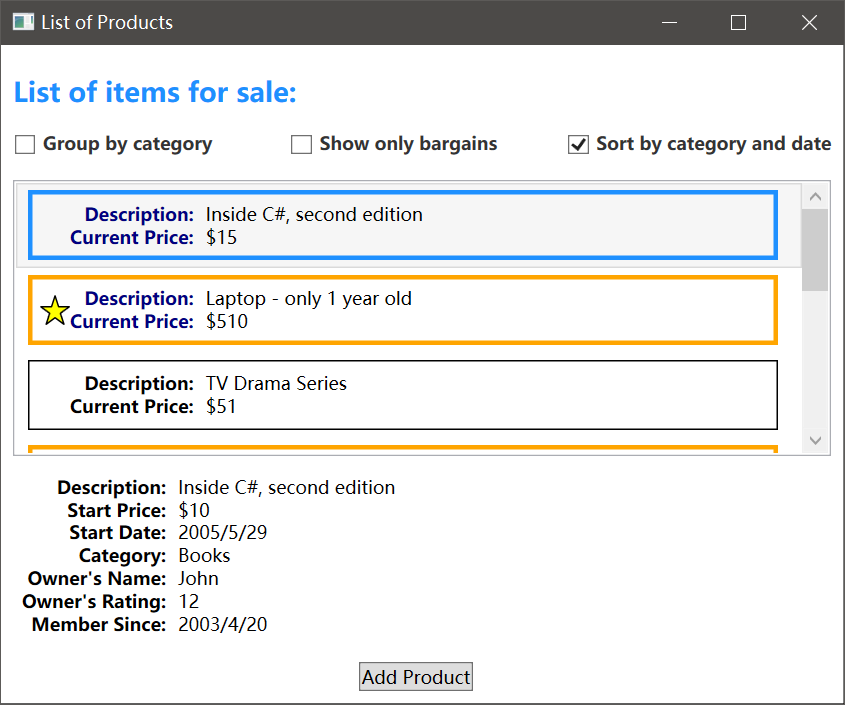 List of Products
List of items for sale:
Group by category Show only bargains Sort by category and date
Description: Inside C#, second edition
Current Price: $15
Description: Laptop - only 1 year old
Current Price: $510
Description: TV Drama Series
Current Price: $51
Description: Inside C#, second edition
Start Price: $10
Start Date: 2005/5/29
Category: Books
Owner's Name: John
Owner's Rating: 12
Member Since: 2003/4/20
Add Product